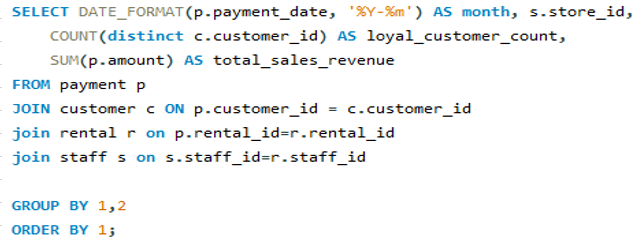 SELECT DATE_FORMAT(p.payment_date, '%Y-%m') AS month, s.store_id,
COUNT(distinct c.customer_id) AS loyal_customer_count,
SUM(p.amount) AS total_sales_revenue
FROM payment p
JOIN customer c ON p.customer_id = c.customer_id
join rental r on p.rental_id=r.rental_id
join staff s on s.staff_id=r.staff_id
GROUP BY 1,2
ORDER BY 1;